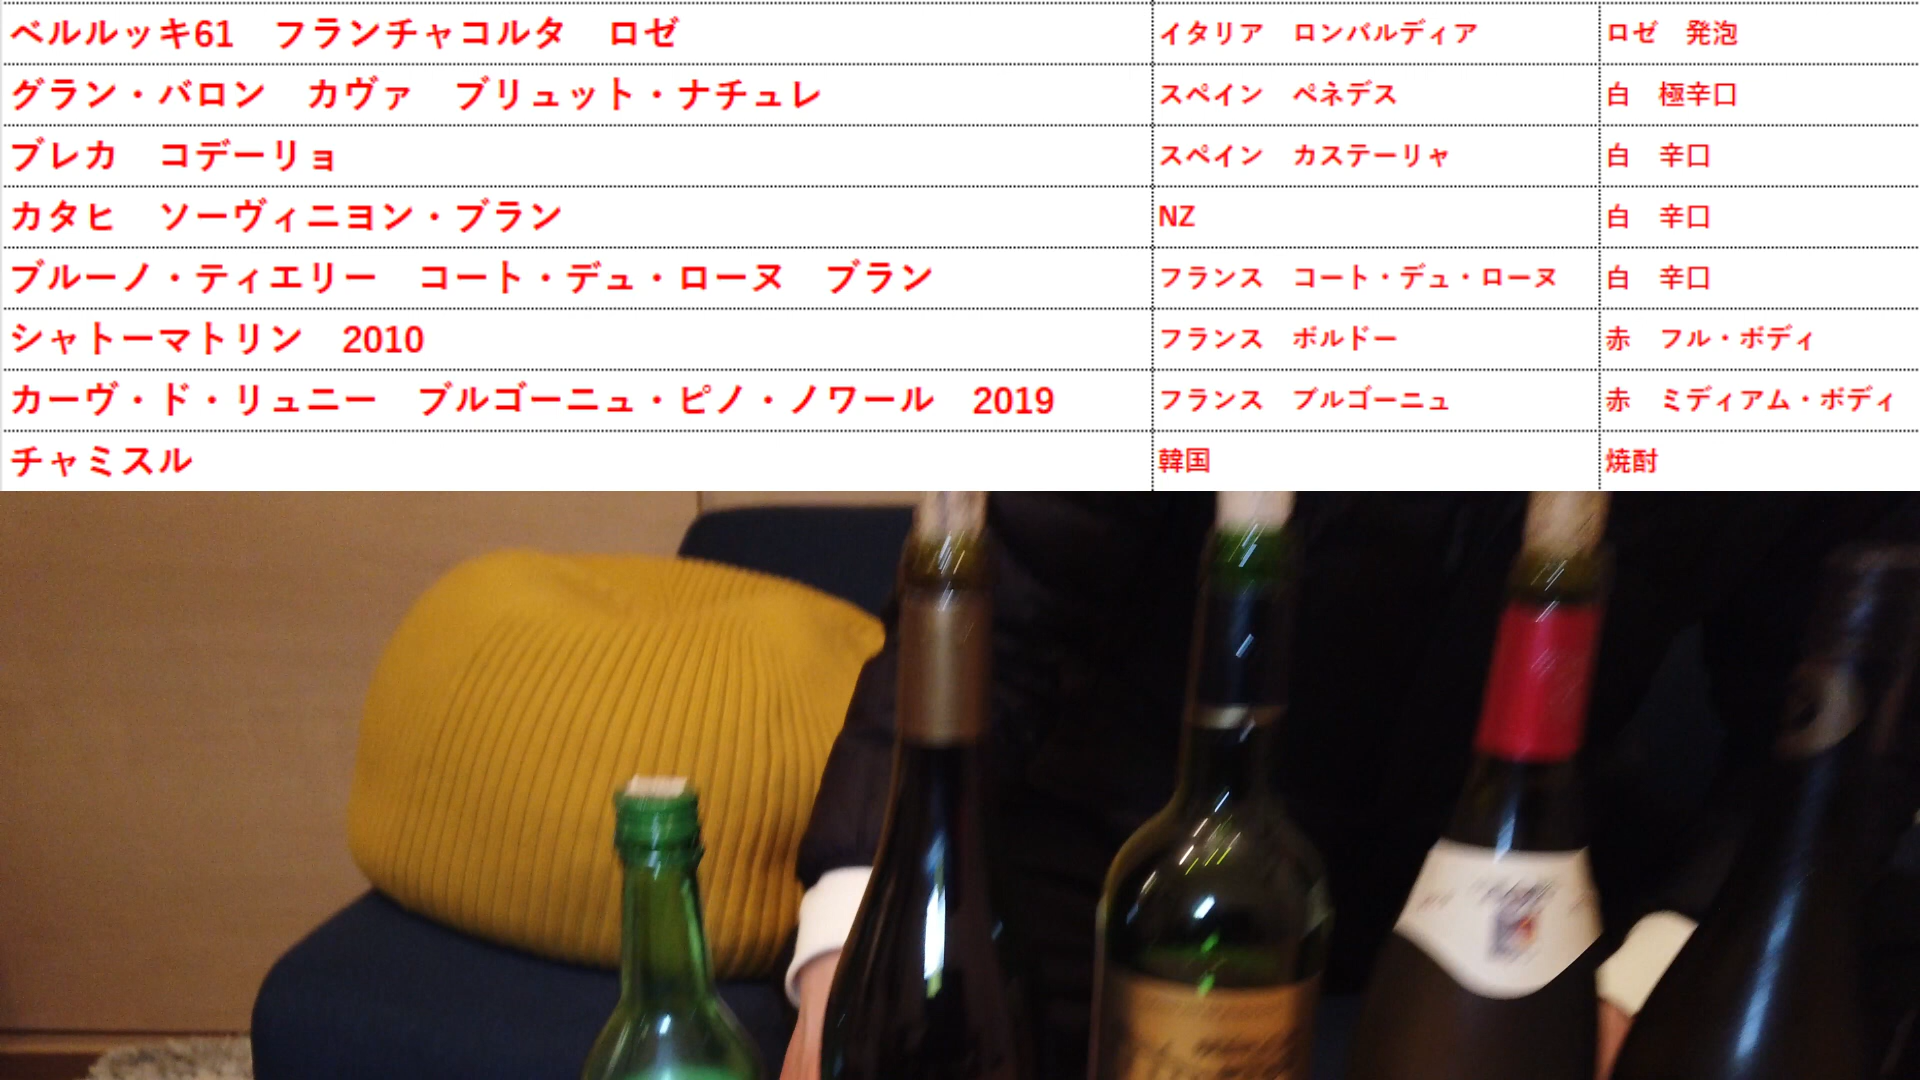 ベルルッキ61　フランチャコルタ　ロゼ　イタリア　ロンバルディア　ロゼ　発泡
グラン・バロン　カヴァ　ブリュット・ナチュレ　スペイン　ペネデス　白　極辛口
ブレカ　コデーリョ　スペイン　カステーリャ　白　辛口
カタヒ　ソーヴィニヨン・ブラン　NZ　白　辛口
ブルーノ・ティエリー　コート・デュ・ローヌ　ブラン　フランス　コート・デュ・ローヌ　白　辛口
シャトーマトリン　2010　フランス　ボルドー　赤　フル・ボディ
カーヴ・ド・リュニー　ブルゴーニュ・ピノ・ノワール　2019　フランス　ブルゴーニュ　赤　ミディアム・ボディ
チャミスル　韓国　焼酎